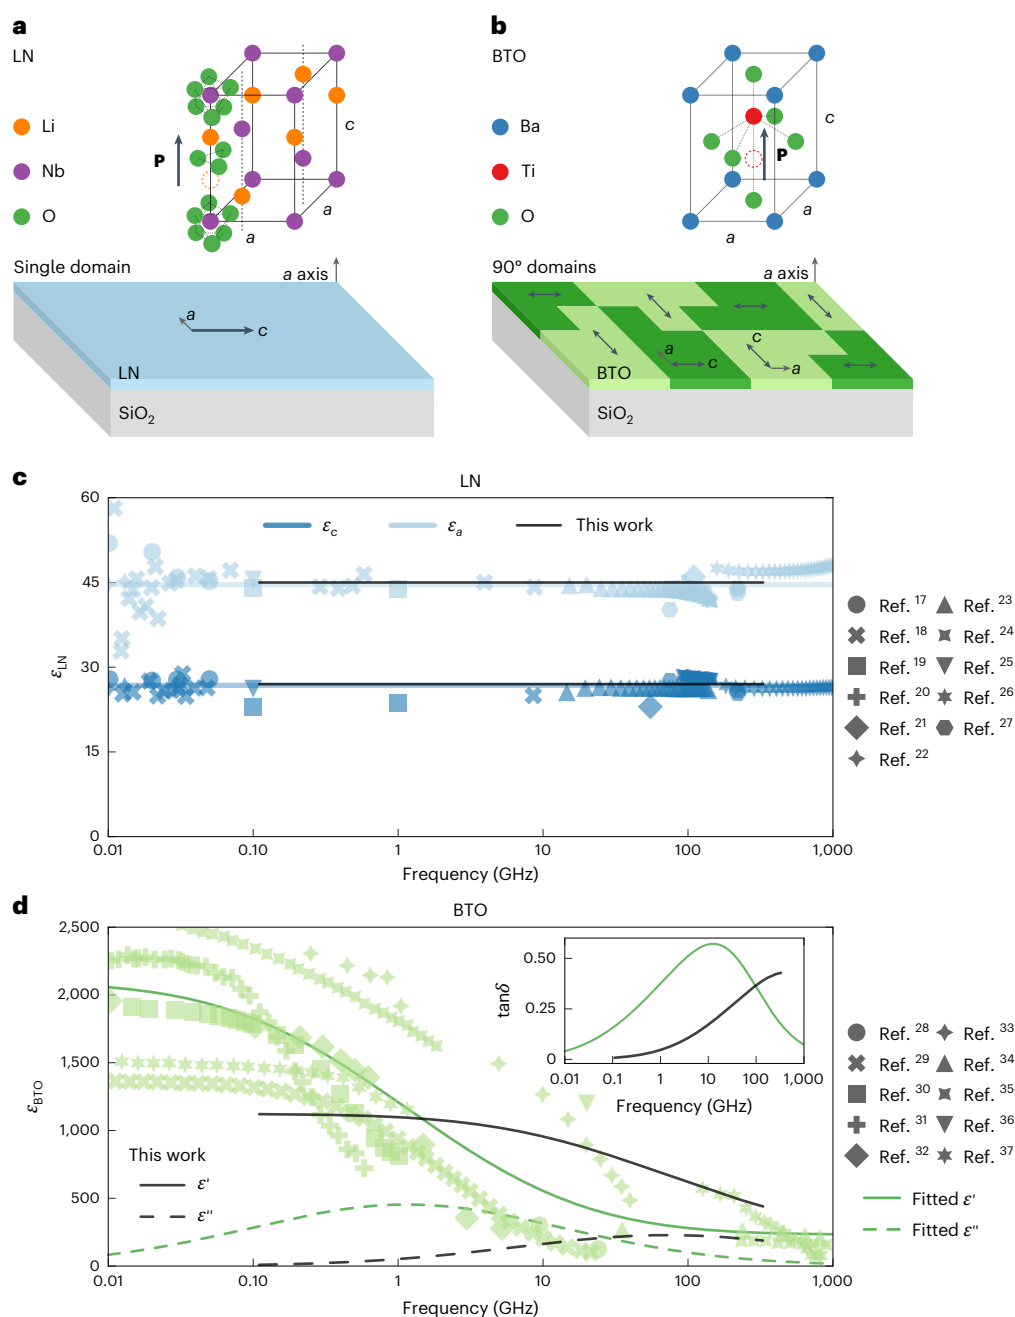 a
LN
Li
Nb
O
P
c
a
a
Single domain
a axis
a
c
LN
SiO2
b
BTO
Ba
Ti
O
P
c
a
a
90° domains
a axis
c
a
c
a
BTO
SiO2
c
LN
60
45
30
15
0
εLN
εc
εa
This work
0.01
0.10
1
10
100
1,000
Frequency (GHz)
Ref. 17
Ref. 23
Ref. 18
Ref. 24
Ref. 19
Ref. 25
Ref. 20
Ref. 26
Ref. 21
Ref. 27
Ref. 22
d
BTO
2,500
2,000
1,500
1,000
500
0
εBTO
This work
ε'
ε''
0.01
0.10
1
10
100
1,000
Frequency (GHz)
tanδ
0.50
0.25
0
0.01
0.1
1
10
100
1,000
Frequency (GHz)
Ref. 28
Ref. 33
Ref. 29
Ref. 34
Ref. 30
Ref. 35
Ref. 31
Ref. 36
Ref. 32
Ref. 37
Fitted ε'
Fitted ε''